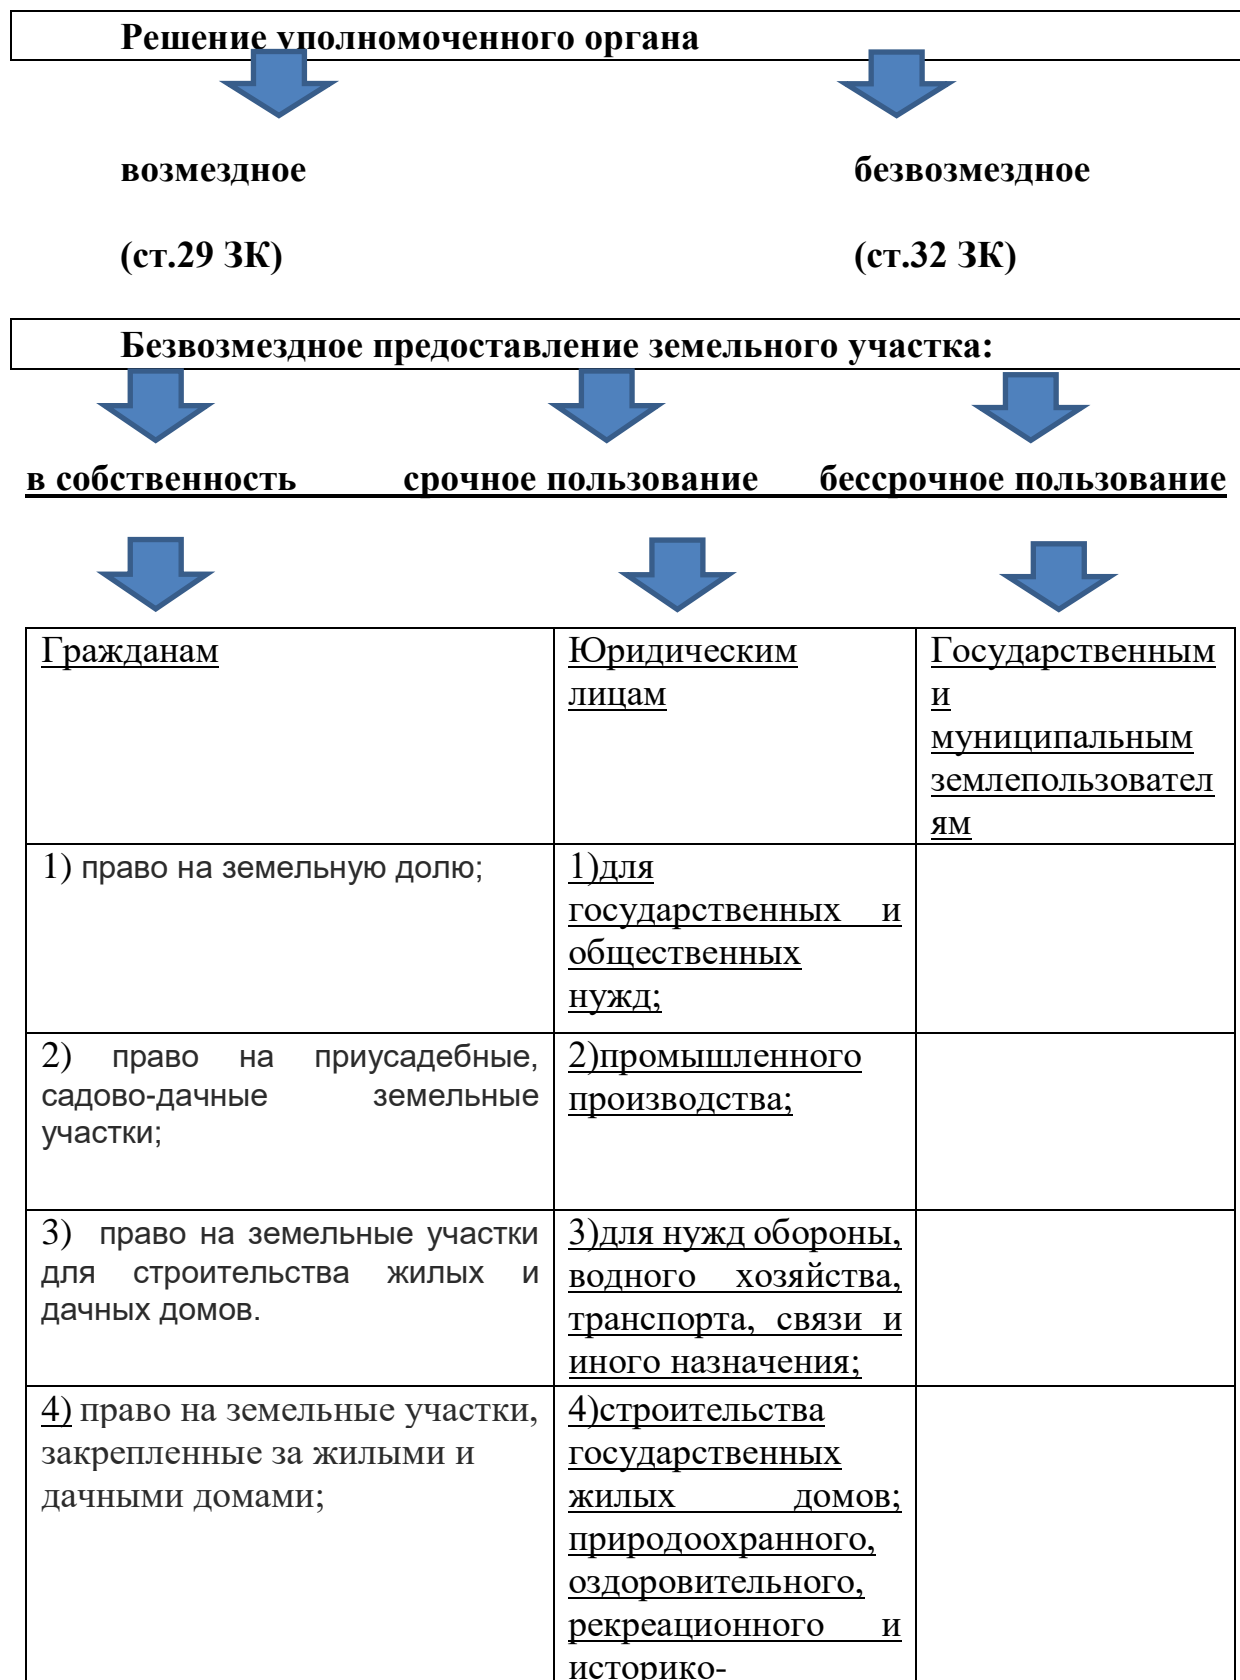 Решение уполномоченного органа
возмездное безвозмездное
(ст.29 ЗК) (ст.32 ЗК)
Безвозмездное предоставление земельного участка:
в собственность срочное пользование бессрочное пользование
Гражданам
Юридическим
лицам
Государственным
и
муниципальным
землепользовател
ям
1) право на земельную долю;
1)для
государственных и
общественных
нужд;
2) право на приусадебные,
садово-дачные земельные
участки;
2)промышленного
производства;
3) право на земельные участки
для строительства жилых и
дачных домов.
3)для нужд обороны,
водного хозяйства,
транспорта, связи и
иного назначения;
4) право на земельные участки,
закрепленные за жилыми и
дачными домами;
4)строительства
государственных
жилых домов;
природоохранного,
оздоровительного,
рекреационного и
историко-